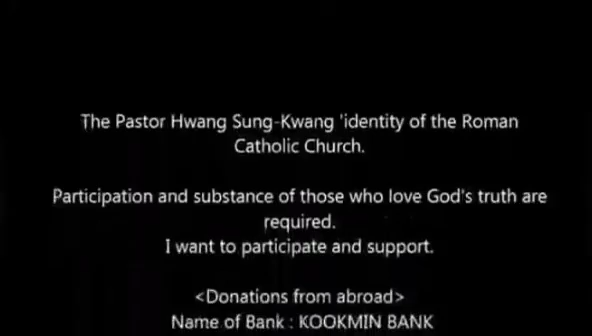 The Pastor Hwang Sung-Kwang 'identity of the Roman
Catholic Church.
Participation and substance of those who love God's truth are
required.
I want to participate and support.
<Donations from abroad>
Name of Bank : KOOKMIN BANK